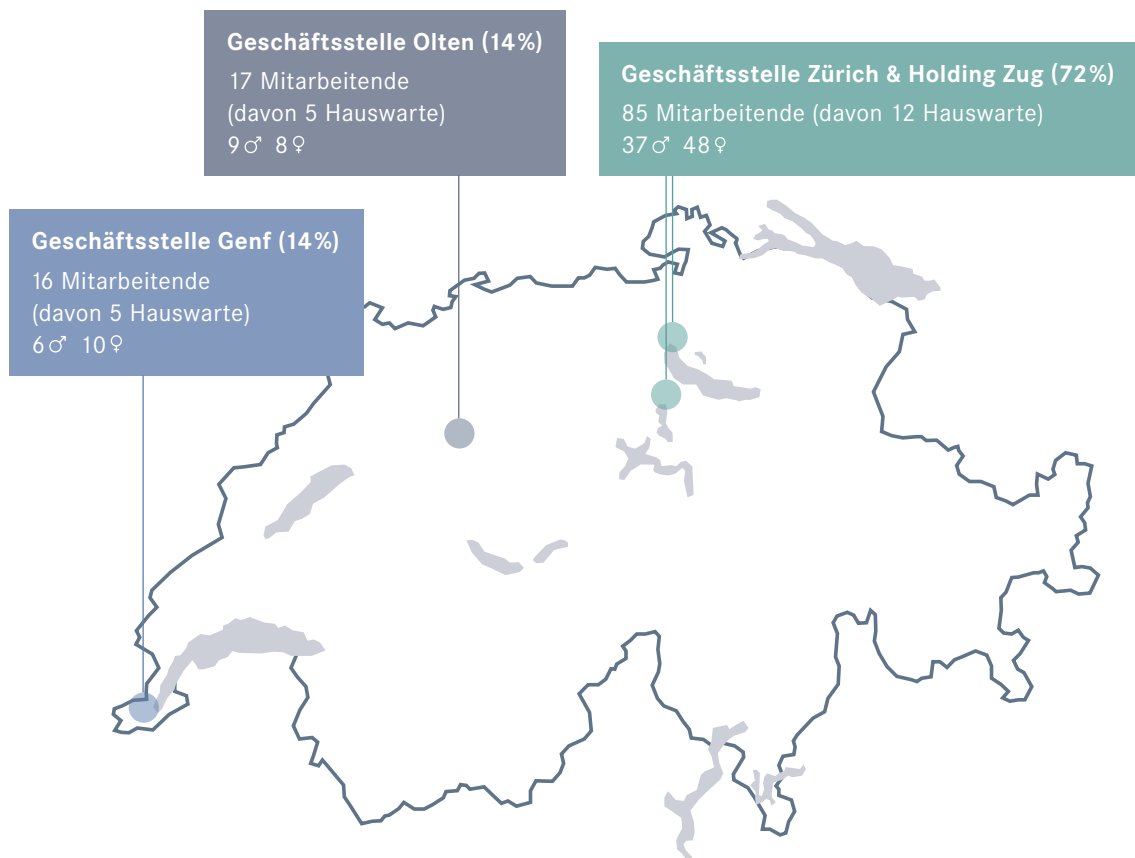 Geschäftsstelle Olten (14%)
17 Mitarbeitende
(davon 5 Hauswarte)
9♂ 8♀
Geschäftsstelle Zürich & Holding Zug (72%)
85 Mitarbeitende (davon 12 Hauswarte)
37♂ 48♀
Geschäftsstelle Genf (14%)
16 Mitarbeitende
(davon 5 Hauswarte)
6♂ 10♀